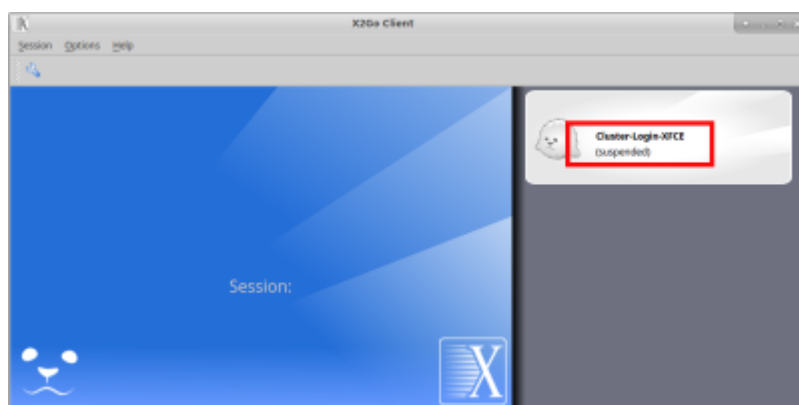 X2Go Client
Session Options Help
Cluster-Login-XFCE
(suspended)
Session:
X